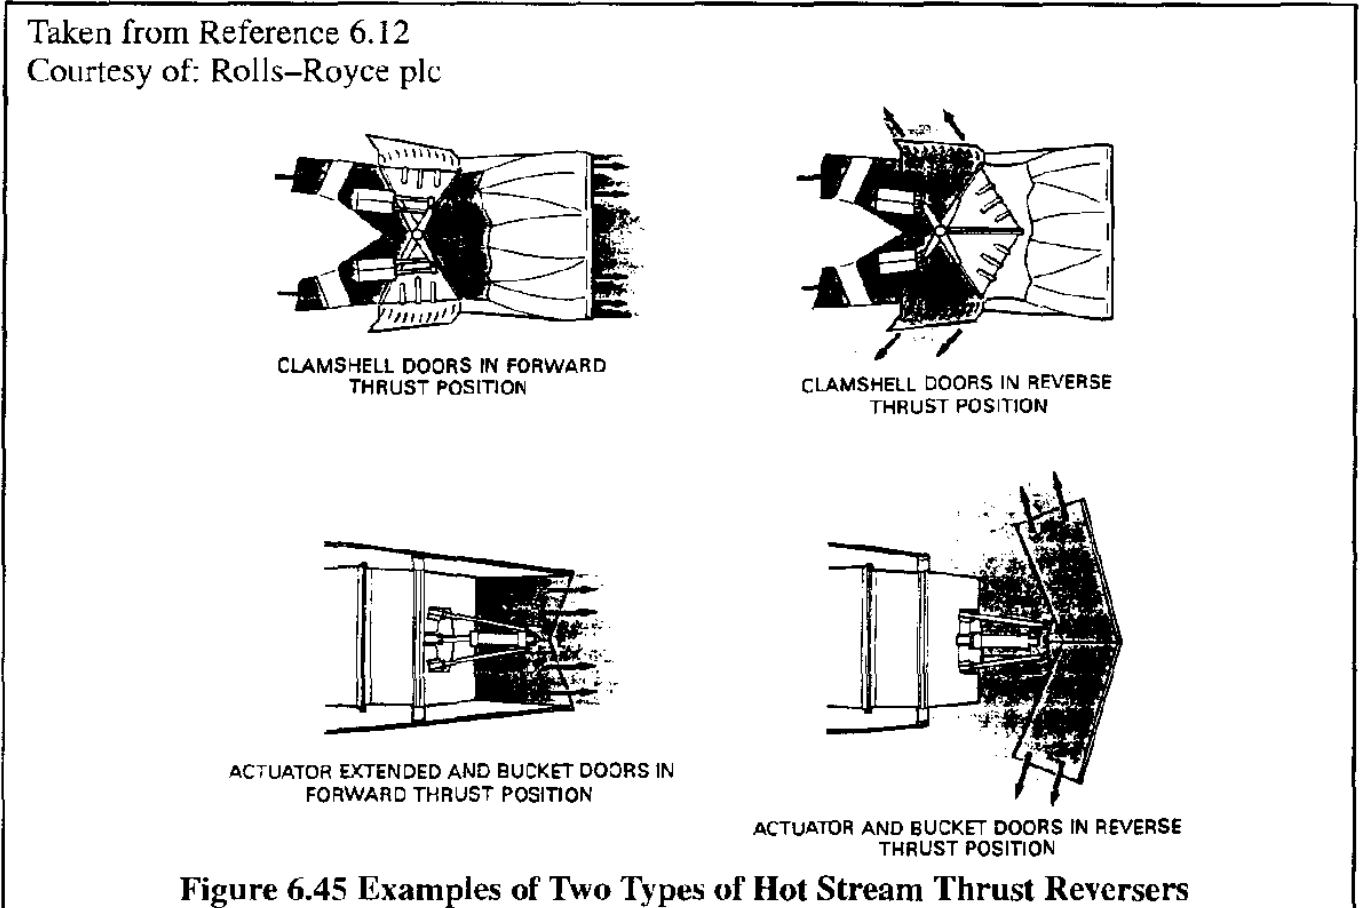 Taken from Reference 6.12
Courtesy of: Rolls–Royce plc
CLAMSHELL DOORS IN FORWARD
THRUST POSITION
CLAMSHELL DOORS IN REVERSE
THRUST POSITION
ACTUATOR EXTENDED AND BUCKET DOORS IN
FORWARD THRUST POSITION
ACTUATOR AND BUCKET DOORS IN REVERSE
THRUST POSITION
Figure 6.45 Examples of Two Types of Hot Stream Thrust Reversers